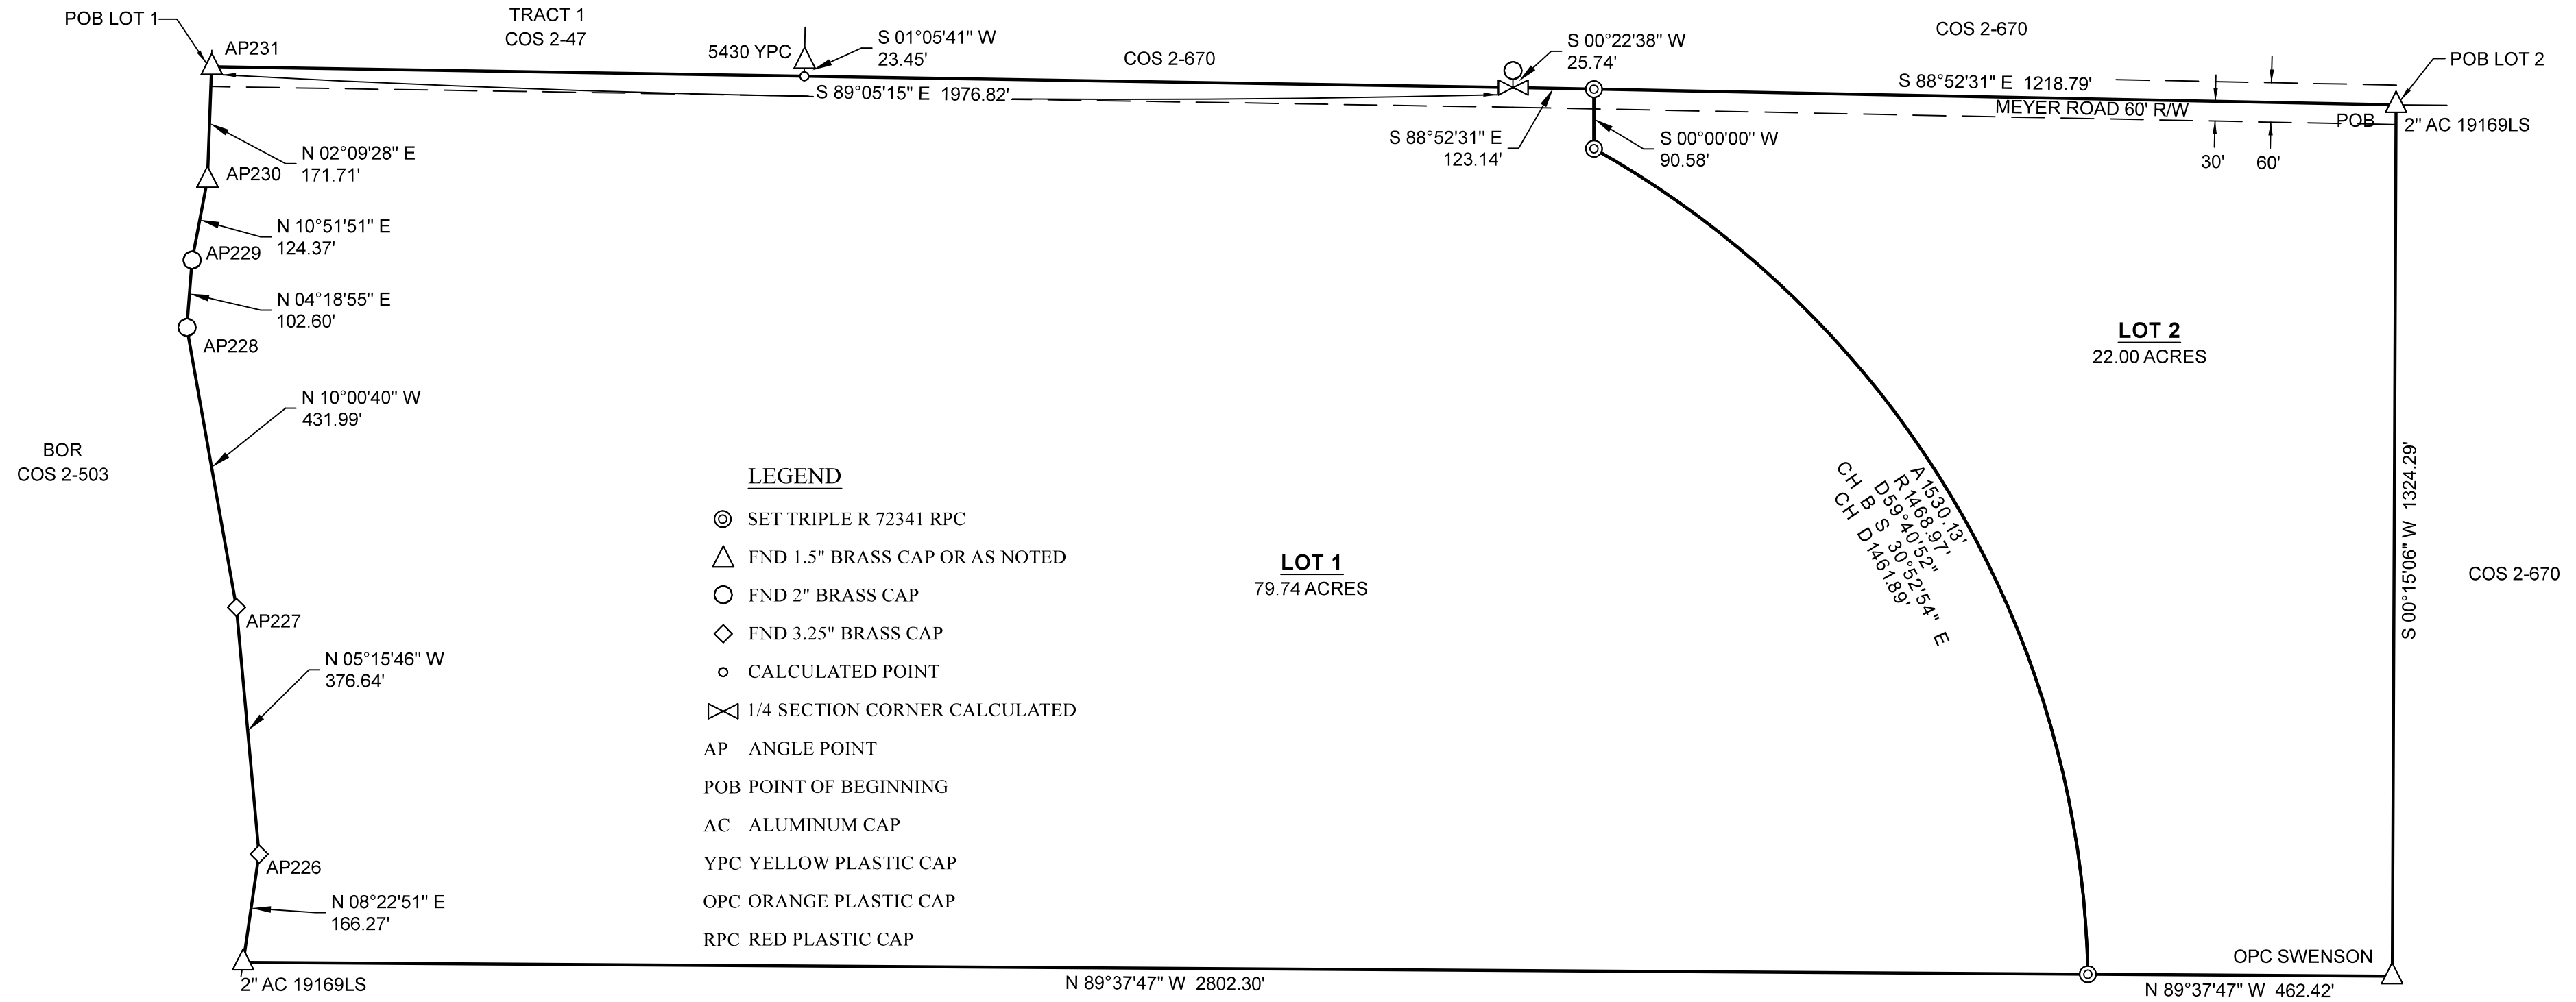 POB LOT 1
AP231
TRACT 1
COS 2-47
5430 YPC
S 01°05'41" W
23.45'
COS 2-670
S 00°22'38" W
25.74'
COS 2-670
POB LOT 2
S 89°05'15" E 1976.82'
S 88°52'31" E 1218.79'
MEYER ROAD 60' R/W
POB
2" AC 19169LS
S 88°52'31" E
123.14'
S 00°00'00" W
90.58'
30'
60'
N 02°09'28" E
171.71'
AP230
N 10°51'51" E
124.37'
AP229
N 04°18'55" E
102.60'
AP228
LOT 2
22.00 ACRES
N 10°00'40" W
431.99'
BOR
COS 2-503
A 1530.13'
R 1468.97'
D 59°40'52"
CH B S 30°52'54" E
CH D 1461.89'
S 00°15'06" W 1324.29'
COS 2-670
LOT 1
79.74 ACRES
LEGEND
SET TRIPLE R 72341 RPC
FND 1.5" BRASS CAP OR AS NOTED
FND 2" BRASS CAP
FND 3.25" BRASS CAP
CALCULATED POINT
1/4 SECTION CORNER CALCULATED
AP ANGLE POINT
POB POINT OF BEGINNING
AC ALUMINUM CAP
YPC YELLOW PLASTIC CAP
OPC ORANGE PLASTIC CAP
RPC RED PLASTIC CAP
AP227
N 05°15'46" W
376.64'
AP226
N 08°22'51" E
166.27'
2" AC 19169LS
N 89°37'47" W 2802.30'
OPC SWENSON
N 89°37'47" W 462.42'